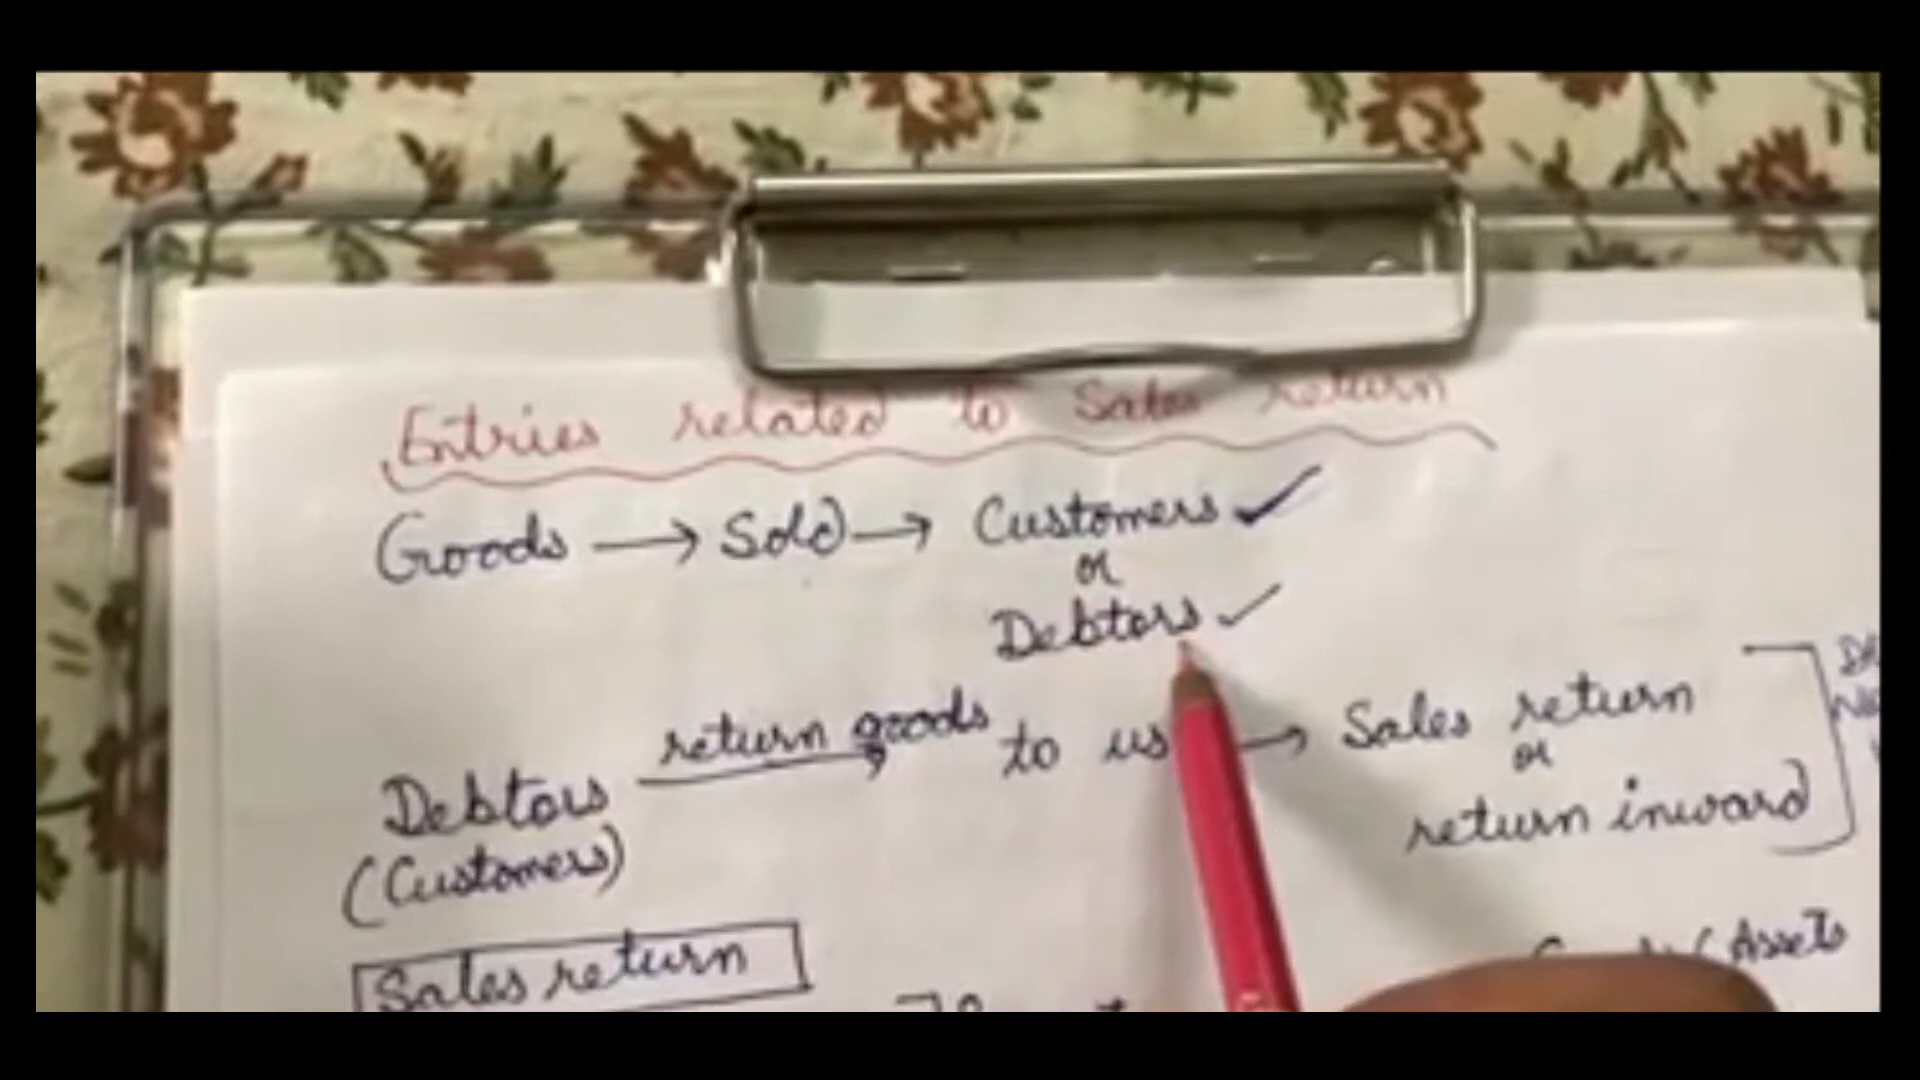 Entries related to Sales return
Goods → Sold → Customers ✓
or
Debtors ✓
Debtors return goods to us → Sales return
or
(Customers) return inward
Sales return
(Assets